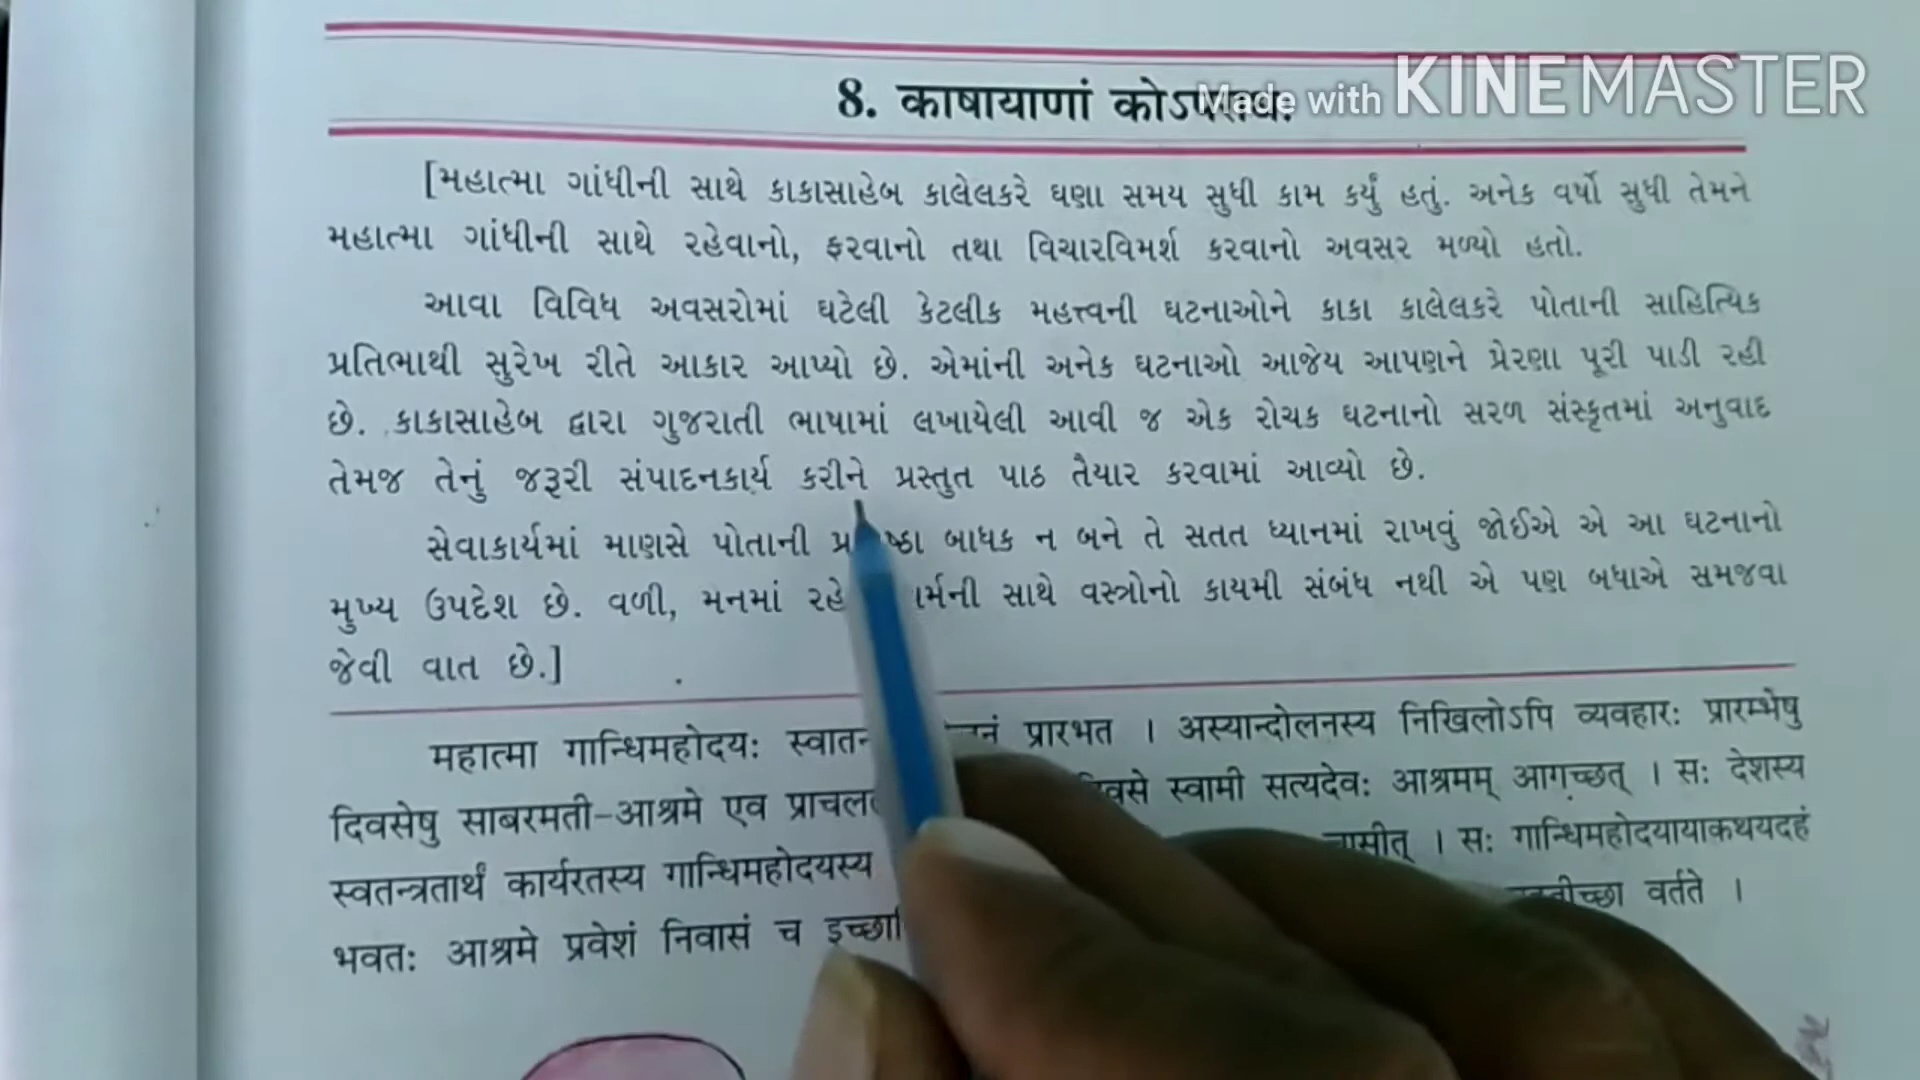 8. काषायाणां कोऽपराधः
Made with KINEMASTER
[મહાત્મા ગાંધીની સાથે કાકાસાહેબ કાલેલકરે ઘણા સમય સુધી કામ કર્યું હતું. અનેક વર્ષો સુધી તેમને
મહાત્મા ગાંધીની સાથે રહેવાનો, ફરવાનો તથા વિચારવિમર્શ કરવાનો અવસર મળ્યો હતો.
આવા વિવિધ અવસરોમાં ઘટેલી કેટલીક મહત્ત્વની ઘટનાઓને કાકા કાલેલકરે પોતાની સાહિત્યિક
પ્રતિભાથી સુરેખ રીતે આકાર આપ્યો છે. એમાંની અનેક ઘટનાઓ આજેય આપણને પ્રેરણા પૂરી પાડી રહી
છે. કાકાસાહેબ દ્વારા ગુજરાતી ભાષામાં લખાયેલી આવી જ એક રોચક ઘટનાનો સરળ સંસ્કૃતમાં અનુવાદ
તેમજ તેનું જરૂરી સંપાદનકાર્ય કરીને પ્રસ્તુત પાઠ તૈયાર કરવામાં આવ્યો છે.
સેવાકાર્યમાં માણસે પોતાની બાધક ન બને તે સતત ધ્યાનમાં રાખવું જોઈએ એ આ ઘટનાનો
મુખ્ય ઉપદેશ છે. વળી, મનમાં સાથે વસ્ત્રોનો કાયમી સંબંધ નથી એ પણ બધાએ સમજવા
જેવી વાત છે.]
महात्मा गान्धिमहोदयः प्रारभत । अस्यान्दोलनस्य निखिलोऽपि व्यवहारः प्रारम्भेषु
दिवसेषु साबरमती-आश्रमे एव स्वामी सत्यदेवः आश्रमम् आगच्छत् । सः देशस्य
स्वतन्त्रतार्थं कार्यरतस्य गान्धिमहोदयस्य । सः गान्धिमहोदयायाकथयदहं
भवतः आश्रमे प्रवेशं निवासं च वर्तते ।